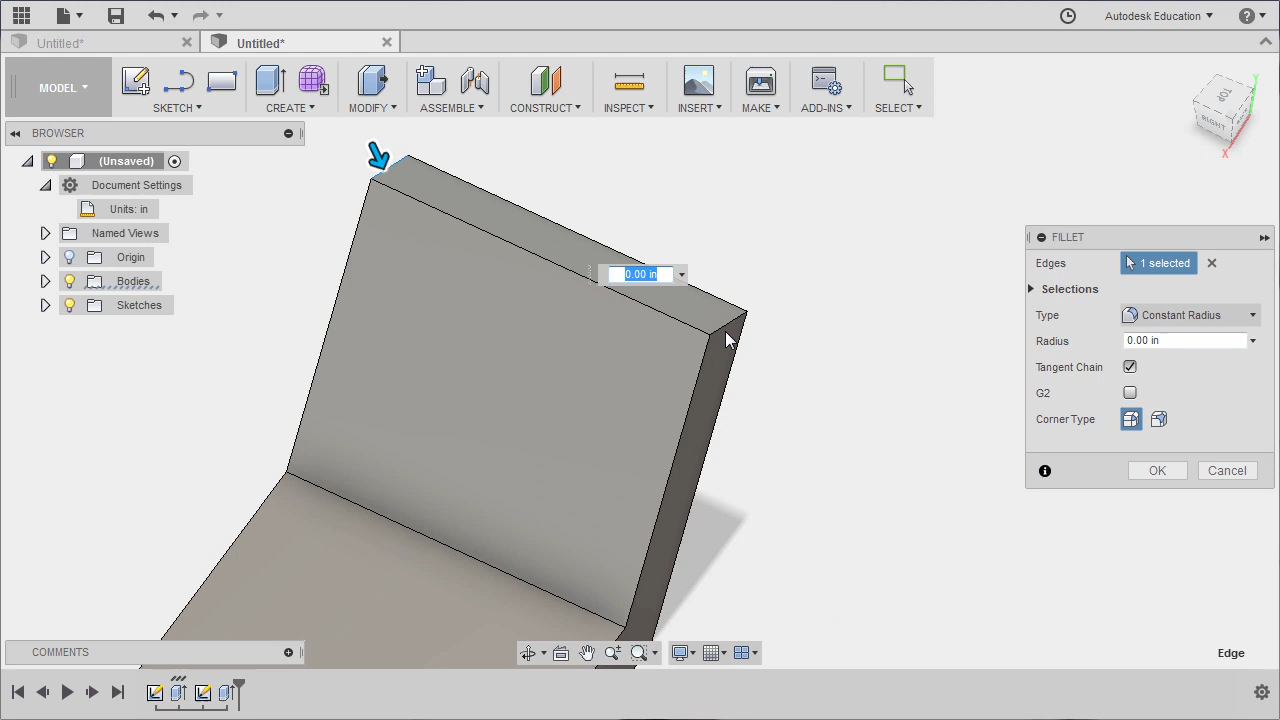 Autodesk Education
?
Untitled*
Untitled*
MODEL
SKETCH
CREATE
MODIFY
ASSEMBLE
CONSTRUCT
INSPECT
INSERT
MAKE
ADD-INS
SELECT
TOP
RIGHT
Y
X
BROWSER
(Unsaved)
Document Settings
Units: in
Named Views
Origin
Bodies
Sketches
0.00 in
FILLET
Edges 1 selected
Selections
Type Constant Radius
Radius 0.00 in
Tangent Chain
G2
Corner Type
OK Cancel
COMMENTS
Edge